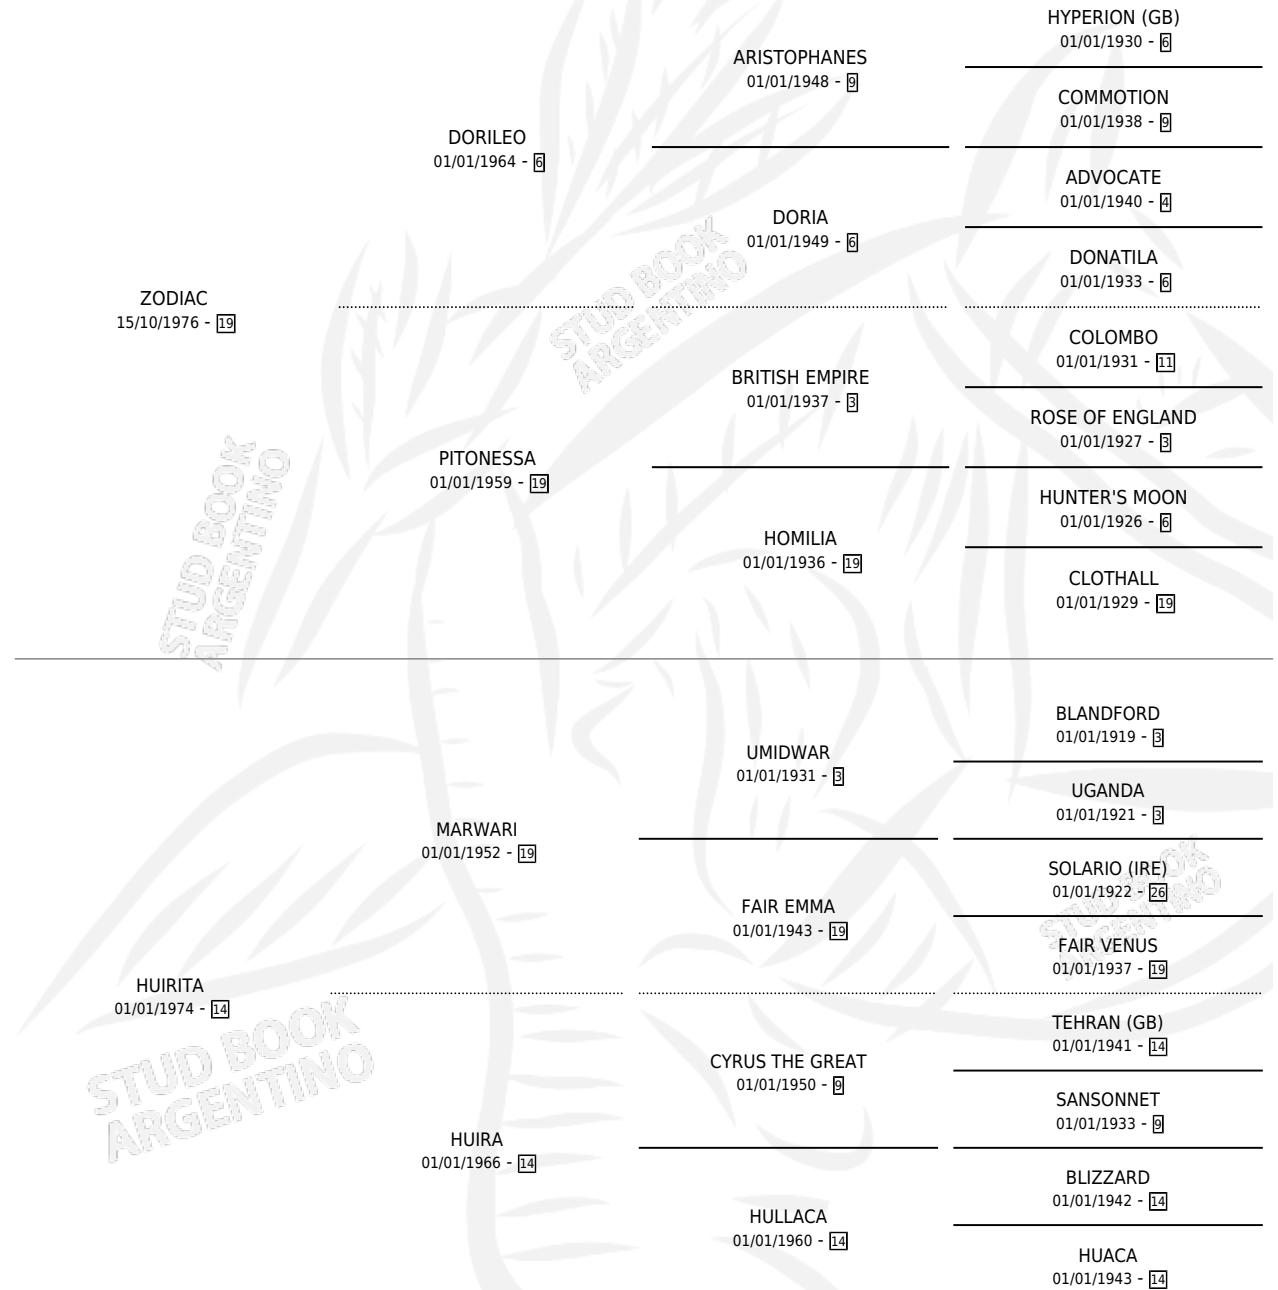 HYPERION (GB)
01/01/1930 - 6
ARISTOPHANES
01/01/1948 - 9
COMMOTION
01/01/1938 - 9
DORILEO
01/01/1964 - 6
ADVOCATE
01/01/1940 - 4
DORIA
01/01/1949 - 6
DONATILA
01/01/1933 - 6
ZODIAC
15/10/1976 - 19
COLOMBO
01/01/1931 - 11
BRITISH EMPIRE
01/01/1937 - 3
ROSE OF ENGLAND
01/01/1927 - 3
PITONESSA
01/01/1959 - 19
HUNTER'S MOON
01/01/1926 - 6
HOMILIA
01/01/1936 - 19
CLOTHALL
01/01/1929 - 19
BLANDFORD
01/01/1919 - 3
UMIDWAR
01/01/1931 - 3
UGANDA
01/01/1921 - 3
MARWARI
01/01/1952 - 19
SOLARIO (IRE)
01/01/1922 - 26
FAIR EMMA
01/01/1943 - 19
FAIR VENUS
01/01/1937 - 19
HUIRITA
01/01/1974 - 14
TEHRAN (GB)
01/01/1941 - 14
CYRUS THE GREAT
01/01/1950 - 9
SANSONNET
01/01/1933 - 9
HUIRA
01/01/1966 - 14
BLIZZARD
01/01/1942 - 14
HULLACA
01/01/1960 - 14
HUACA
01/01/1943 - 14
STUD BOOK
ARGENTINO
STUD BOOK
ARGENTINO
STUD BOOK
ARGENTINO
STUD BOOK
ARGENTINO